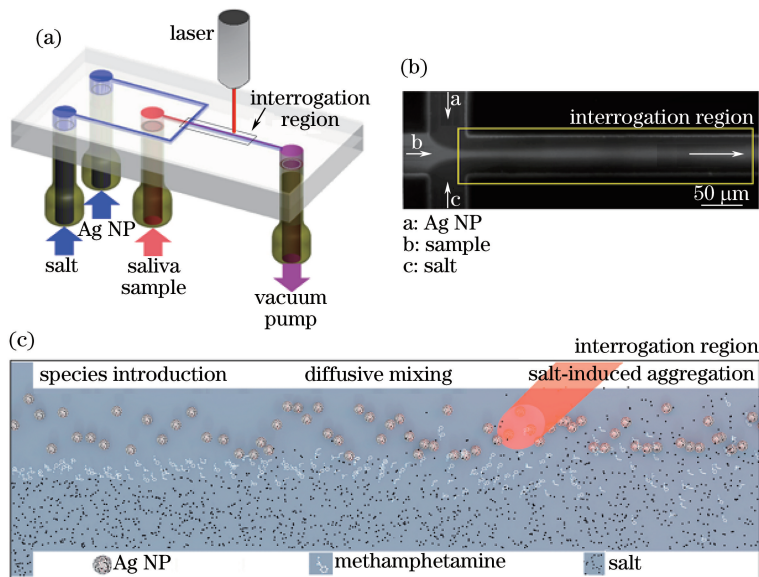 (a)
laser
interrogation
region
Ag NP
salt
saliva
sample
vacuum
pump
(b)
a
interrogation region
b
c
50 μm
a: Ag NP
b: sample
c: salt
(c)
interrogation region
species introduction
diffusive mixing
salt-induced aggregation
Ag NP
methamphetamine
salt